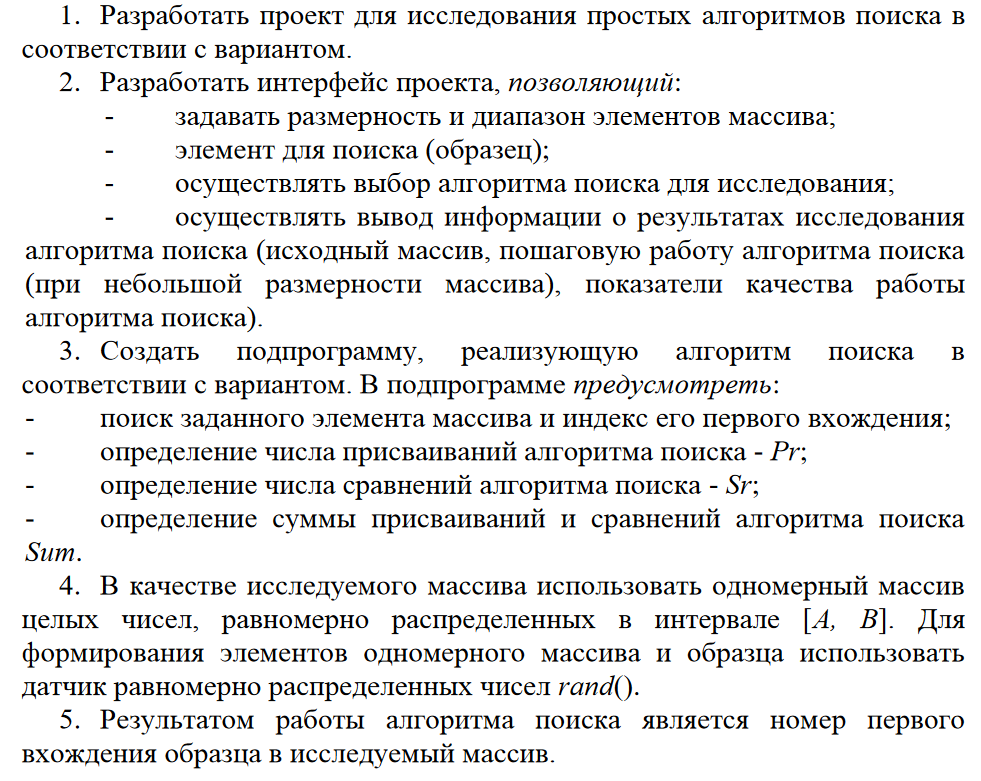 1. Разработать проект для исследования простых алгоритмов поиска в
соответствии с вариантом.
2. Разработать интерфейс проекта, позволяющий:
- задавать размерность и диапазон элементов массива;
- элемент для поиска (образец);
- осуществлять выбор алгоритма поиска для исследования;
- осуществлять вывод информации о результатах исследования
алгоритма поиска (исходный массив, пошаговую работу алгоритма поиска
(при небольшой размерности массива), показатели качества работы
алгоритма поиска).
3. Создать подпрограмму, реализующую алгоритм поиска в
соответствии с вариантом. В подпрограмме предусмотреть:
- поиск заданного элемента массива и индекс его первого вхождения;
- определение числа присваиваний алгоритма поиска - Pr;
- определение числа сравнений алгоритма поиска - Sr;
- определение суммы присваиваний и сравнений алгоритма поиска
Sum.
4. В качестве исследуемого массива использовать одномерный массив
целых чисел, равномерно распределенных в интервале [A, B]. Для
формирования элементов одномерного массива и образца использовать
датчик равномерно распределенных чисел rand().
5. Результатом работы алгоритма поиска является номер первого
вхождения образца в исследуемый массив.